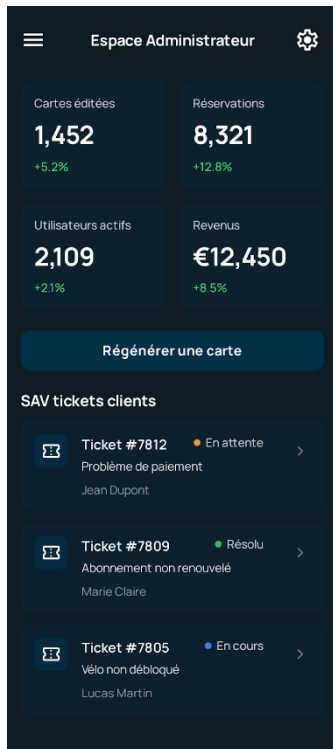 Espace Administrateur
Cartes éditées
1,452
+5.2%
Réservations
8,321
+12.8%
Utilisateurs actifs
2,109
+2.1%
Revenus
€12,450
+8.5%
Régénérer une carte
SAV tickets clients
Ticket #7812
En attente
Problème de paiement
Jean Dupont
Ticket #7809
Résolu
Abonnement non renouvelé
Marie Claire
Ticket #7805
En cours
Vélo non débloqué
Lucas Martin